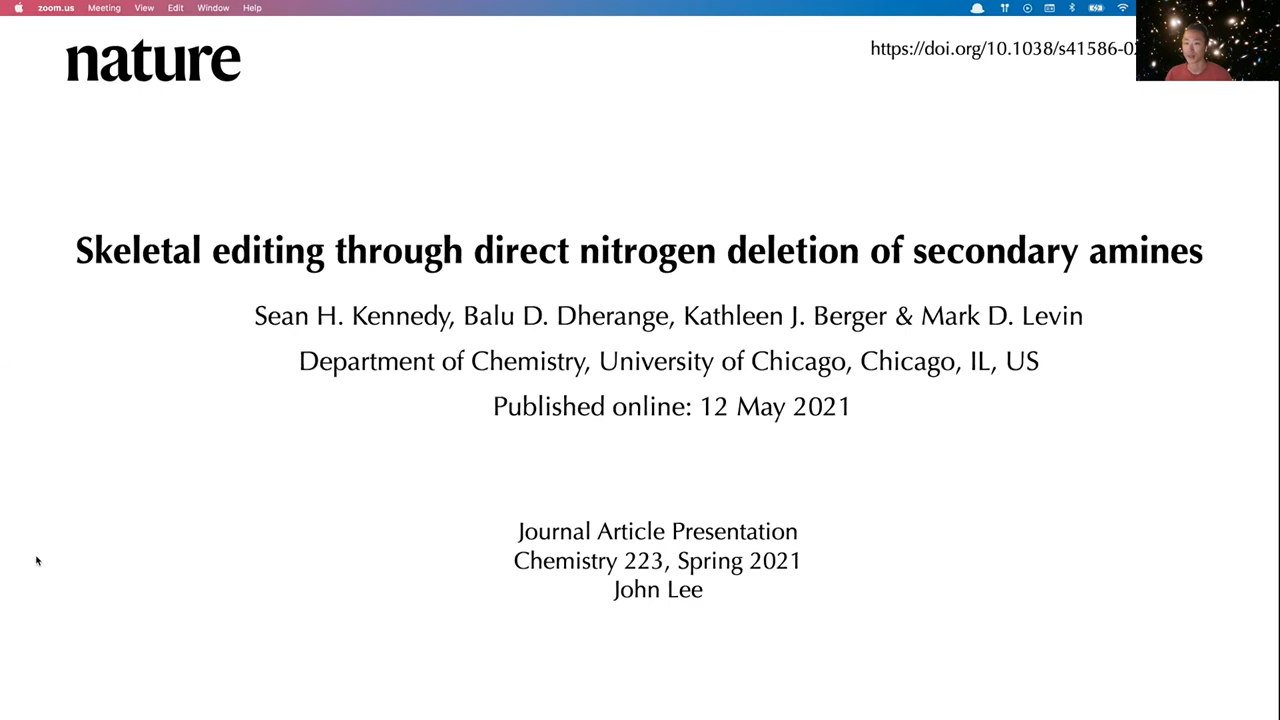 zoom.us Meeting View Edit Window Help
nature
https://doi.org/10.1038/s41586-0
Skeletal editing through direct nitrogen deletion of secondary amines
Sean H. Kennedy, Balu D. Dherange, Kathleen J. Berger & Mark D. Levin
Department of Chemistry, University of Chicago, Chicago, IL, US
Published online: 12 May 2021
Journal Article Presentation
Chemistry 223, Spring 2021
John Lee